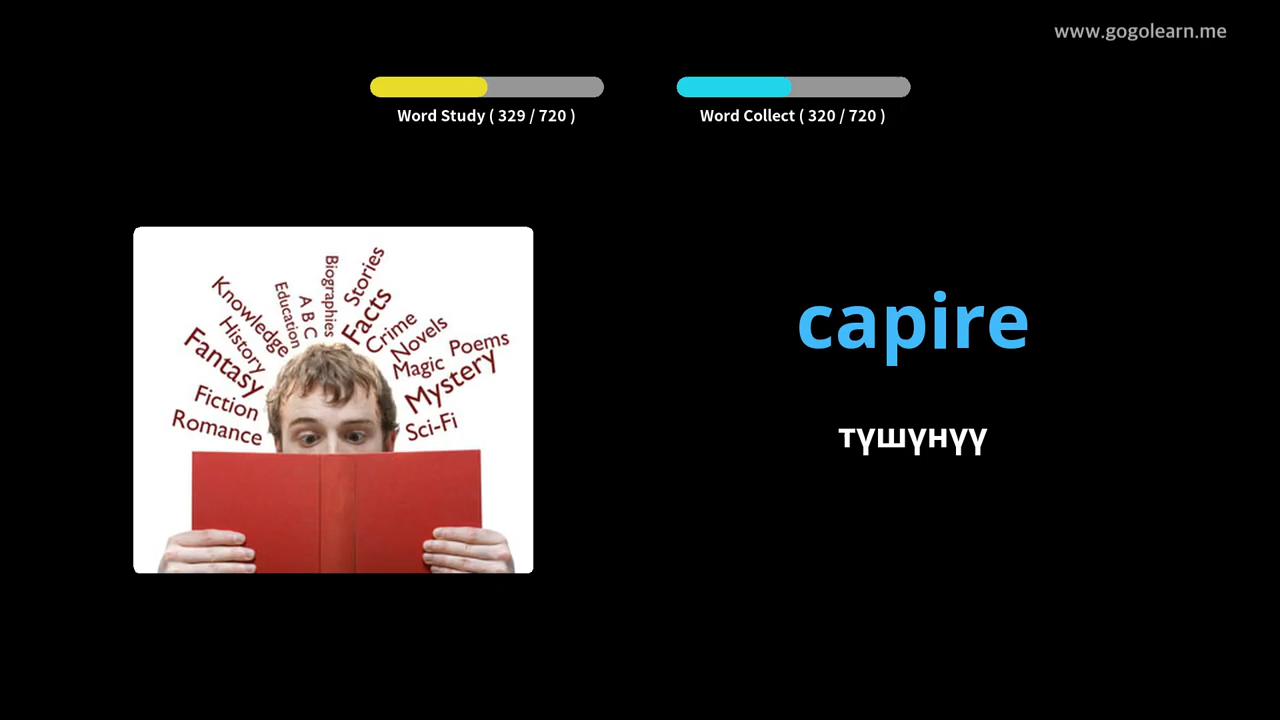 www.gogolearn.me
Word Study ( 329 / 720 )
Word Collect ( 320 / 720 )
Knowledge
Education
A B C
Biographies
Stories
Facts
History
Crime
Novels
Poems
Fantasy
Magic
Mystery
Fiction
Romance
Sci-Fi
capire
түшүнүү